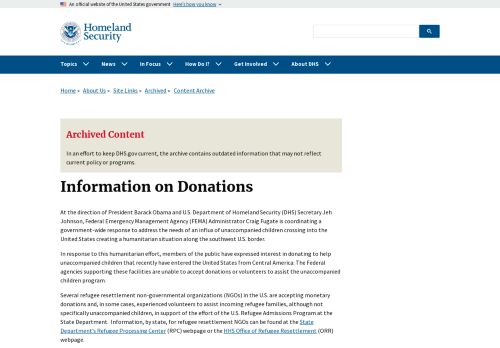 An official website of the United States government Here's how you know
Homeland
Security
Topics News In Focus How Do I? Get Involved About DHS
Home About Us Site Links Archived Content Archive
Archived Content
In an effort to keep DHS.gov current, the archive contains outdated information that may not reflect
current policy or programs.
Information on Donations
At the direction of President Barack Obama and U.S. Department of Homeland Security (DHS) Secretary Jeh
Johnson, Federal Emergency Management Agency (FEMA) Administrator Craig Fugate is coordinating a
government-wide response to address the needs of an influx of unaccompanied children crossing into the
United States creating a humanitarian situation along the southwest U.S. border.
In response to this humanitarian effort, members of the public have expressed interest in donating to help
unaccompanied children that recently have entered the United States from Central America. The Federal
agencies supporting these facilities are unable to accept donations or volunteers to assist the unaccompanied
children program.
Several refugee resettlement non-governmental organizations (NGOs) in the U.S. are accepting monetary
donations and, in some cases, experienced volunteers to assist incoming refugee families, although not
specifically unaccompanied children, in support of the effort of the U.S. Refugee Admissions Program at the
State Department. Information, by state, for refugee resettlement NGOs can be found at the State
Department's Refugee Processing Center (RPC) webpage or the HHS Office of Refugee Resettlement (ORR)
webpage.